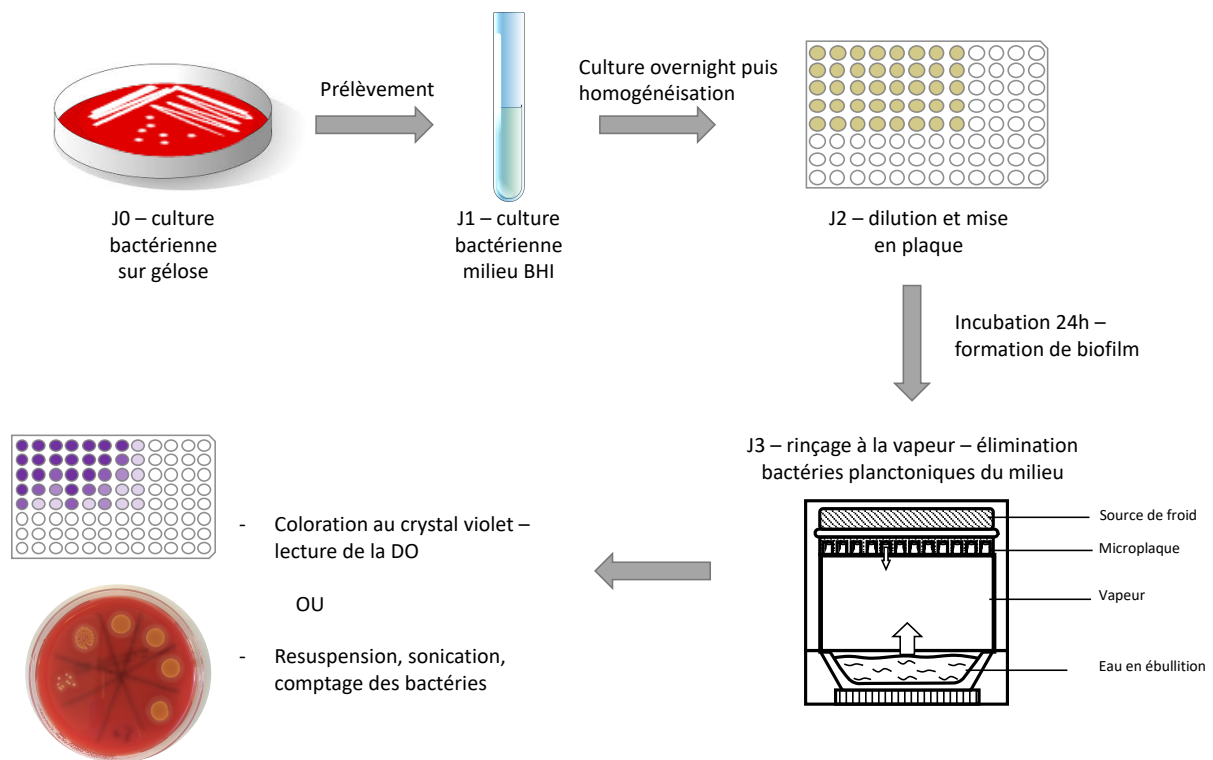 Prélèvement
Culture overnight puis
homogénéisation
J0 – culture
bactérienne
sur gélose
J1 – culture
bactérienne
milieu BHI
J2 – dilution et mise
en plaque
Incubation 24h –
formation de biofilm
J3 – rinçage à la vapeur – élimination
bactéries planctoniques du milieu
Source de froid
Microplaque
Vapeur
Eau en ébullition
- Coloration au crystal violet –
lecture de la DO
OU
- Resuspension, sonication,
comptage des bactéries